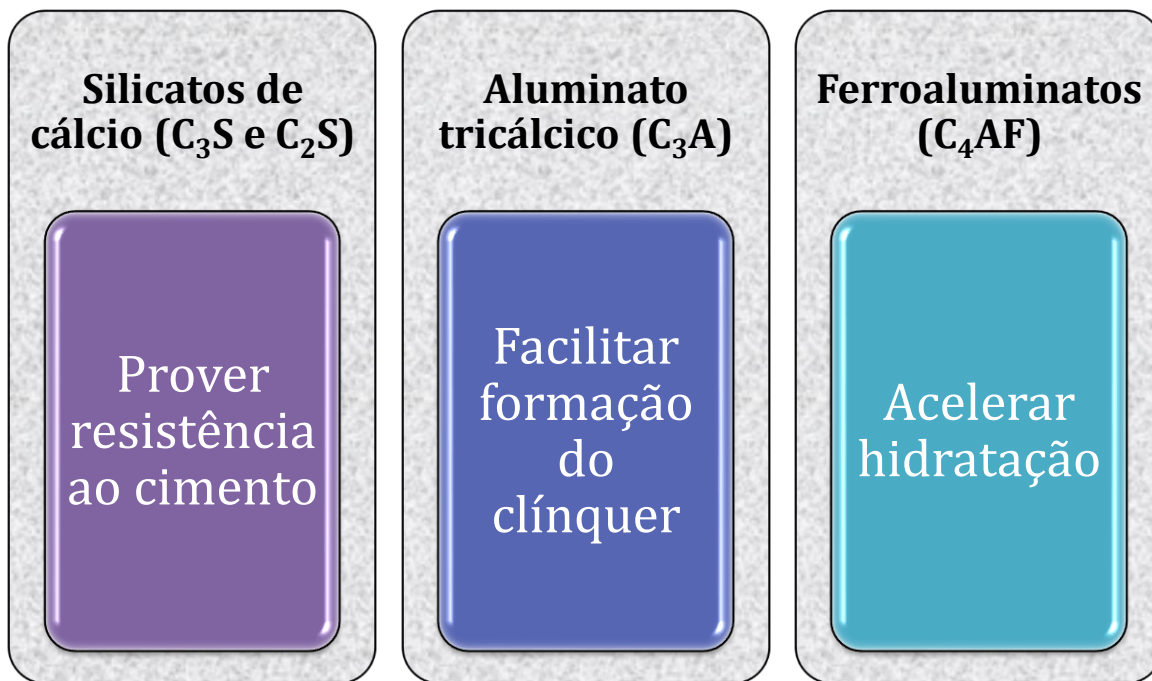 Silicatos de
cálcio (C₃S e C₂S)
Prover
resistência
ao cimento
Aluminato
tricálcico (C₃A)
Facilitar
formação
do
clínquer
Ferroaluminatos
(C₄AF)
Acelerar
hidratação